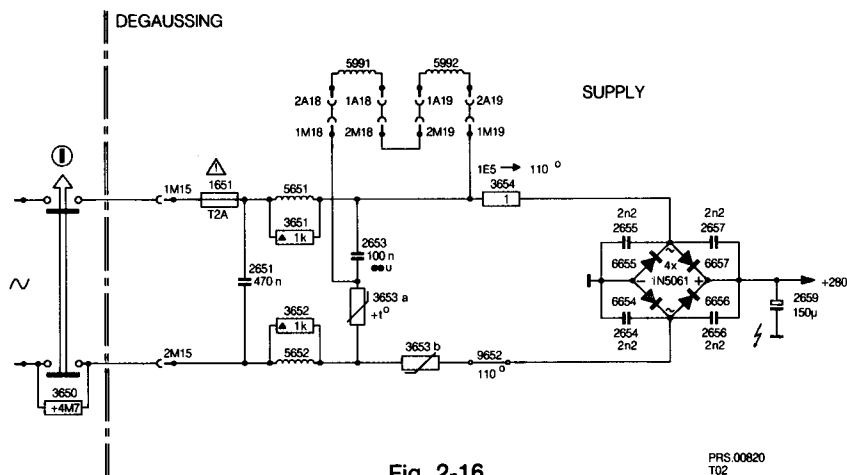 DEGAUSSING
5991
5992
SUPPLY
2A18
1A18
1A19
2A19
1M18
2M18
2M19
1M19
1E5 → 110 °
1M15
1651
T2A
5651
3654
1
2n2
2n2
2655
2657
3651
1k
2653
100 n
u
2651
470 n
6655
4x
6657
1N5061
+280
3653 a
+t°
6654
6656
2659
150µ
3652
1k
2654
2n2
2656
2n2
2M15
5652
3653 b
9652
110 °
3650
+4M7
Fig. 2-16
PRS.00820
T02